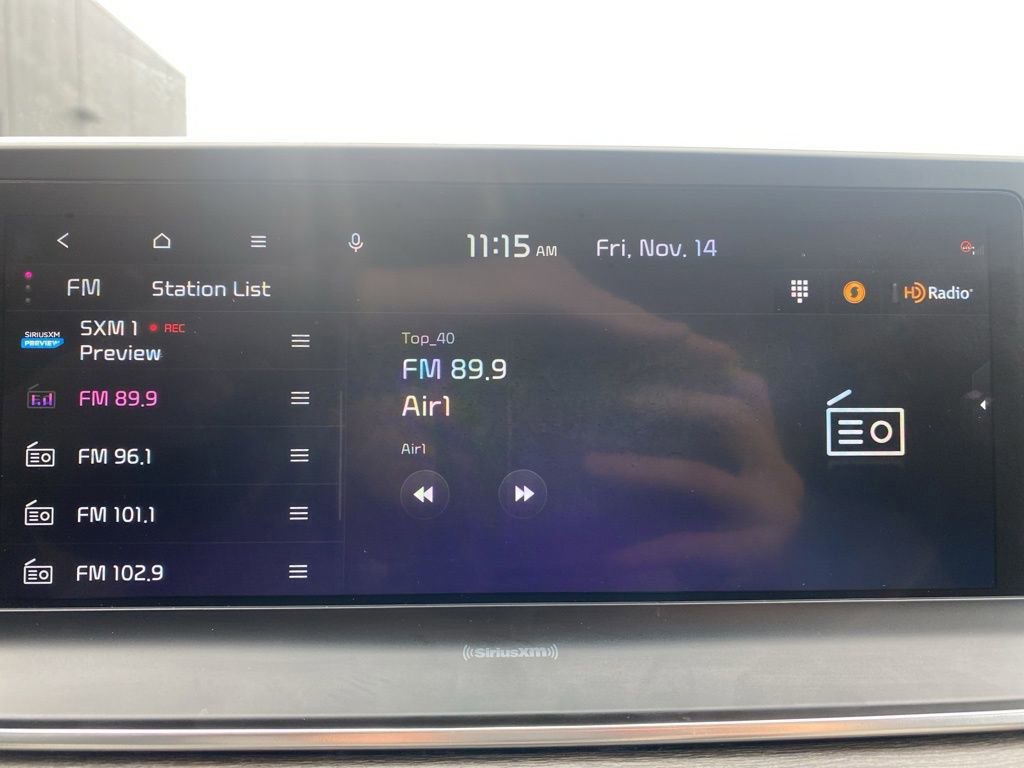 11:15 AM Fri, Nov. 14
FM Station List
HD Radio
SIRIUSXM
PREVIEW
SXM 1 REC
Preview
FM 89.9
FM 96.1
FM 101.1
FM 102.9
Top_40
FM 89.9
Air1
Air1
((SiriusXM))